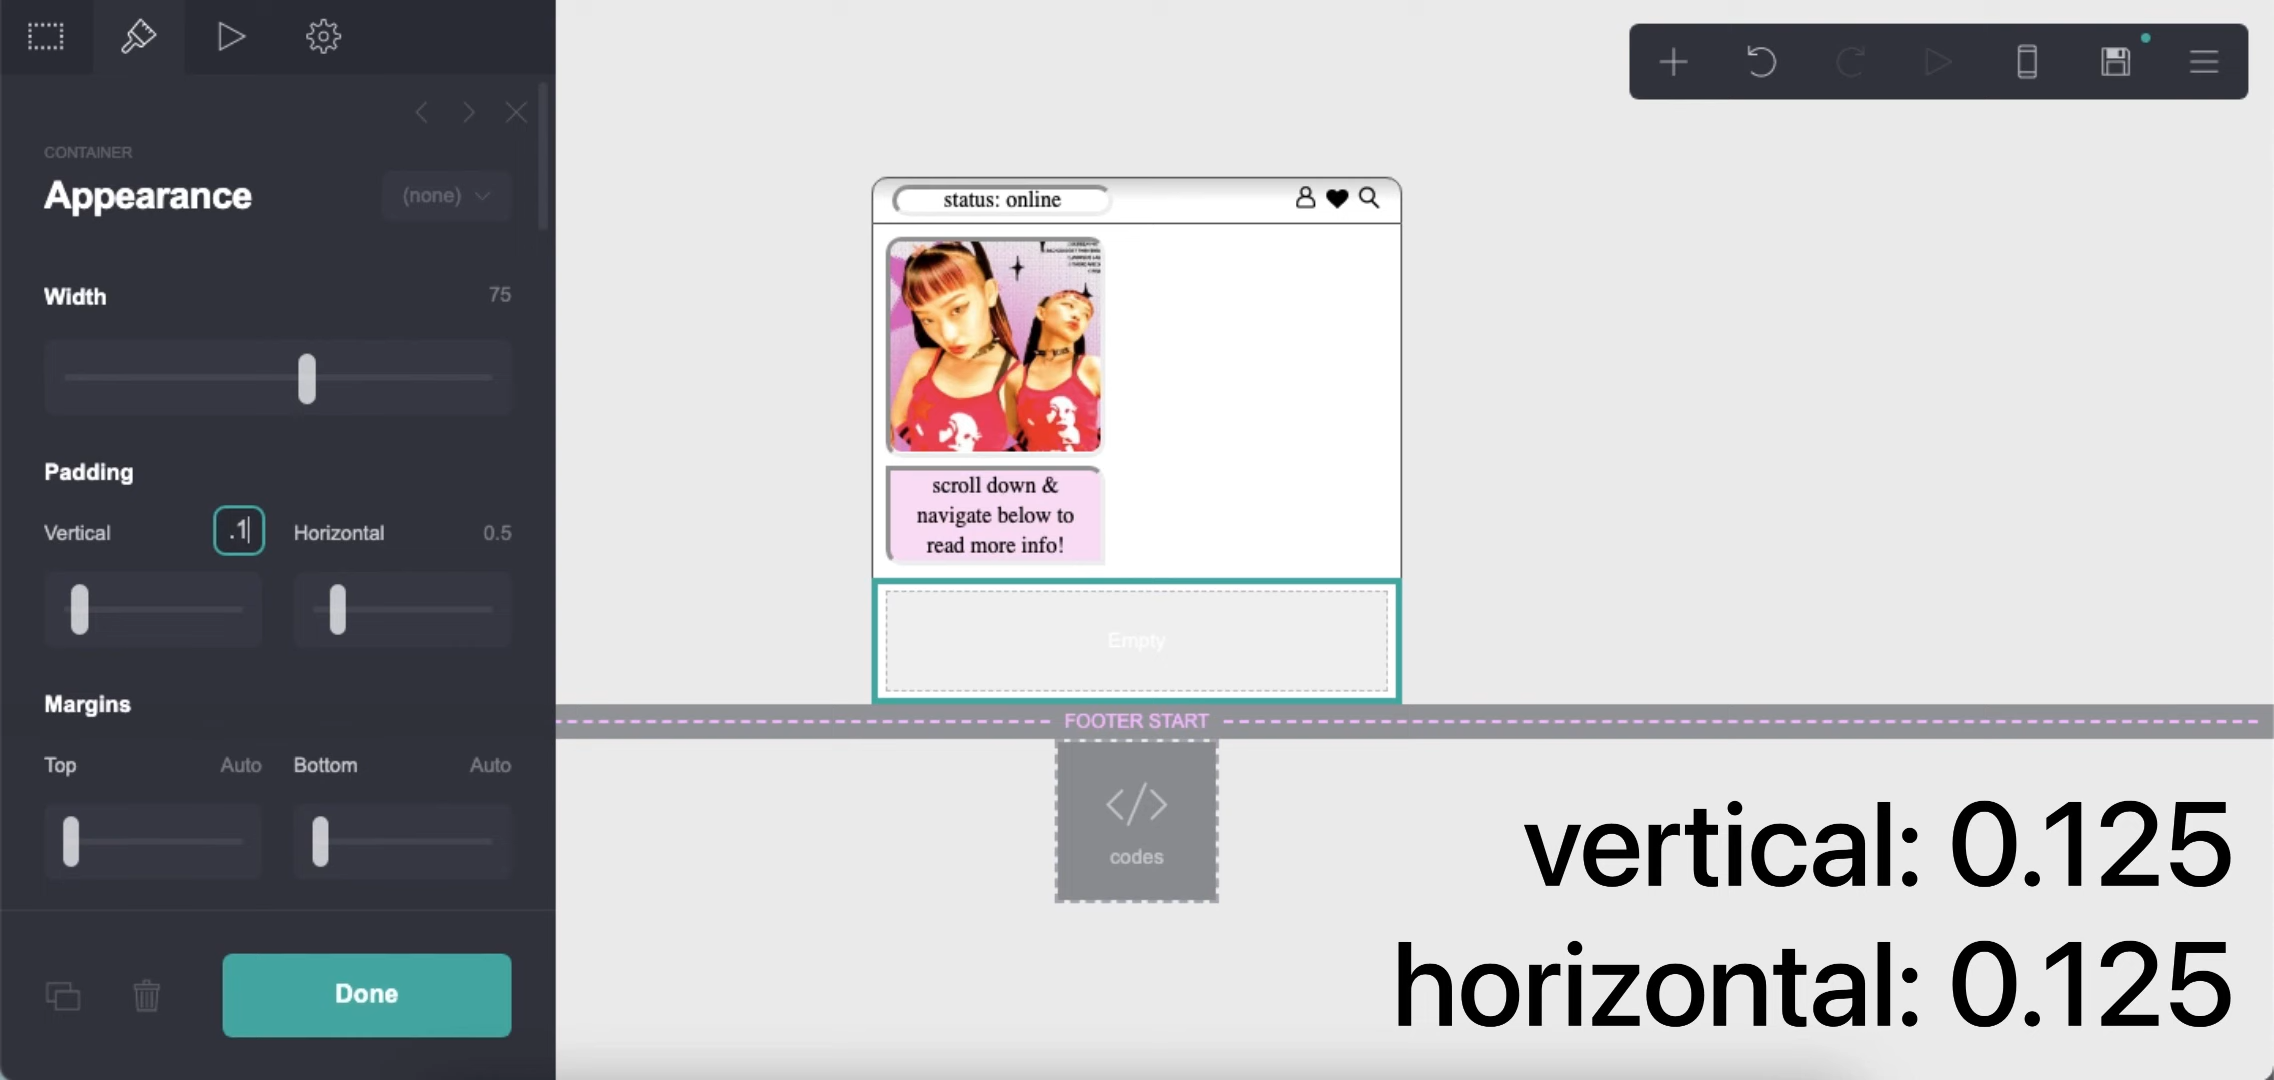 CONTAINER
Appearance
(none)
Width
75
Padding
Vertical
.1
Horizontal
0.5
Margins
Top
Auto
Bottom
Auto
Done
status: online
scroll down &
navigate below to
read more info!
Empty
FOOTER START
</>
codes
vertical: 0.125
horizontal: 0.125